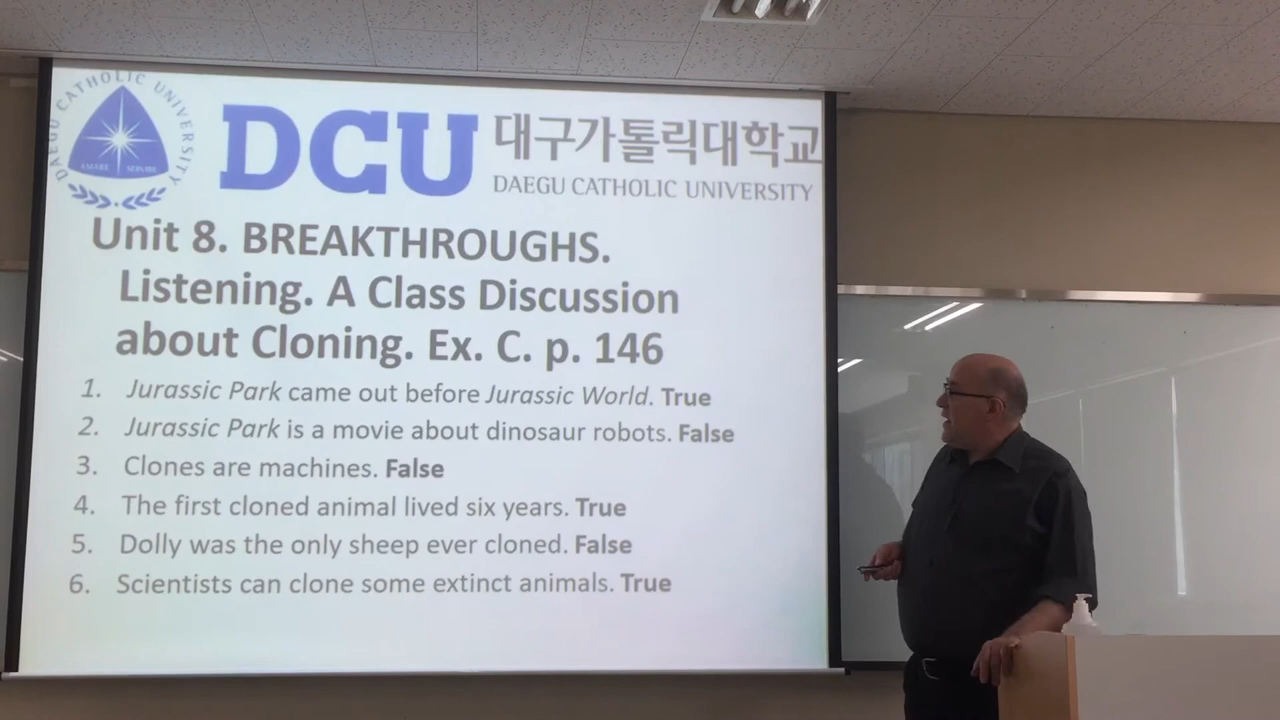 DAEGU CATHOLIC UNIVERSITY
AMARE SERVIRE
DCU 대구가톨릭대학교
DAEGU CATHOLIC UNIVERSITY
Unit 8. BREAKTHROUGHS.
Listening. A Class Discussion
about Cloning. Ex. C. p. 146
1. Jurassic Park came out before Jurassic World. True
2. Jurassic Park is a movie about dinosaur robots. False
3. Clones are machines. False
4. The first cloned animal lived six years. True
5. Dolly was the only sheep ever cloned. False
6. Scientists can clone some extinct animals. True